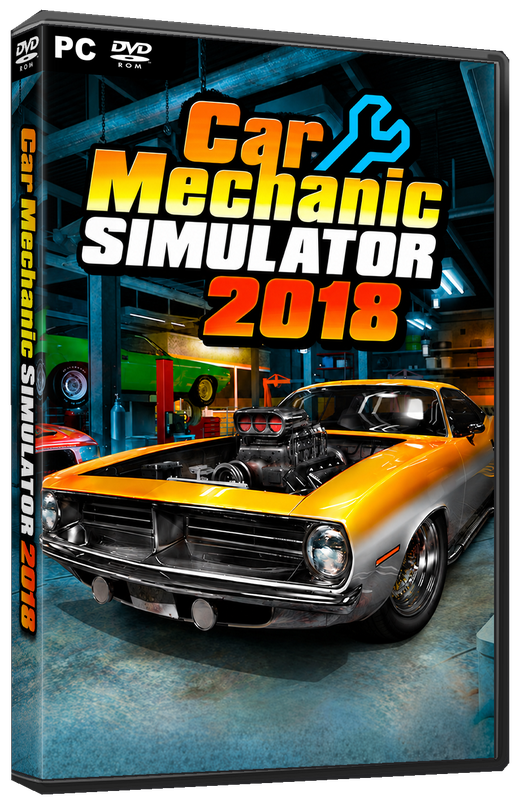 PC DVD
ROM
Car
Mechanic
SIMULATOR
2018
DVD
ROM
Car Mechanic SIMULATOR 2018